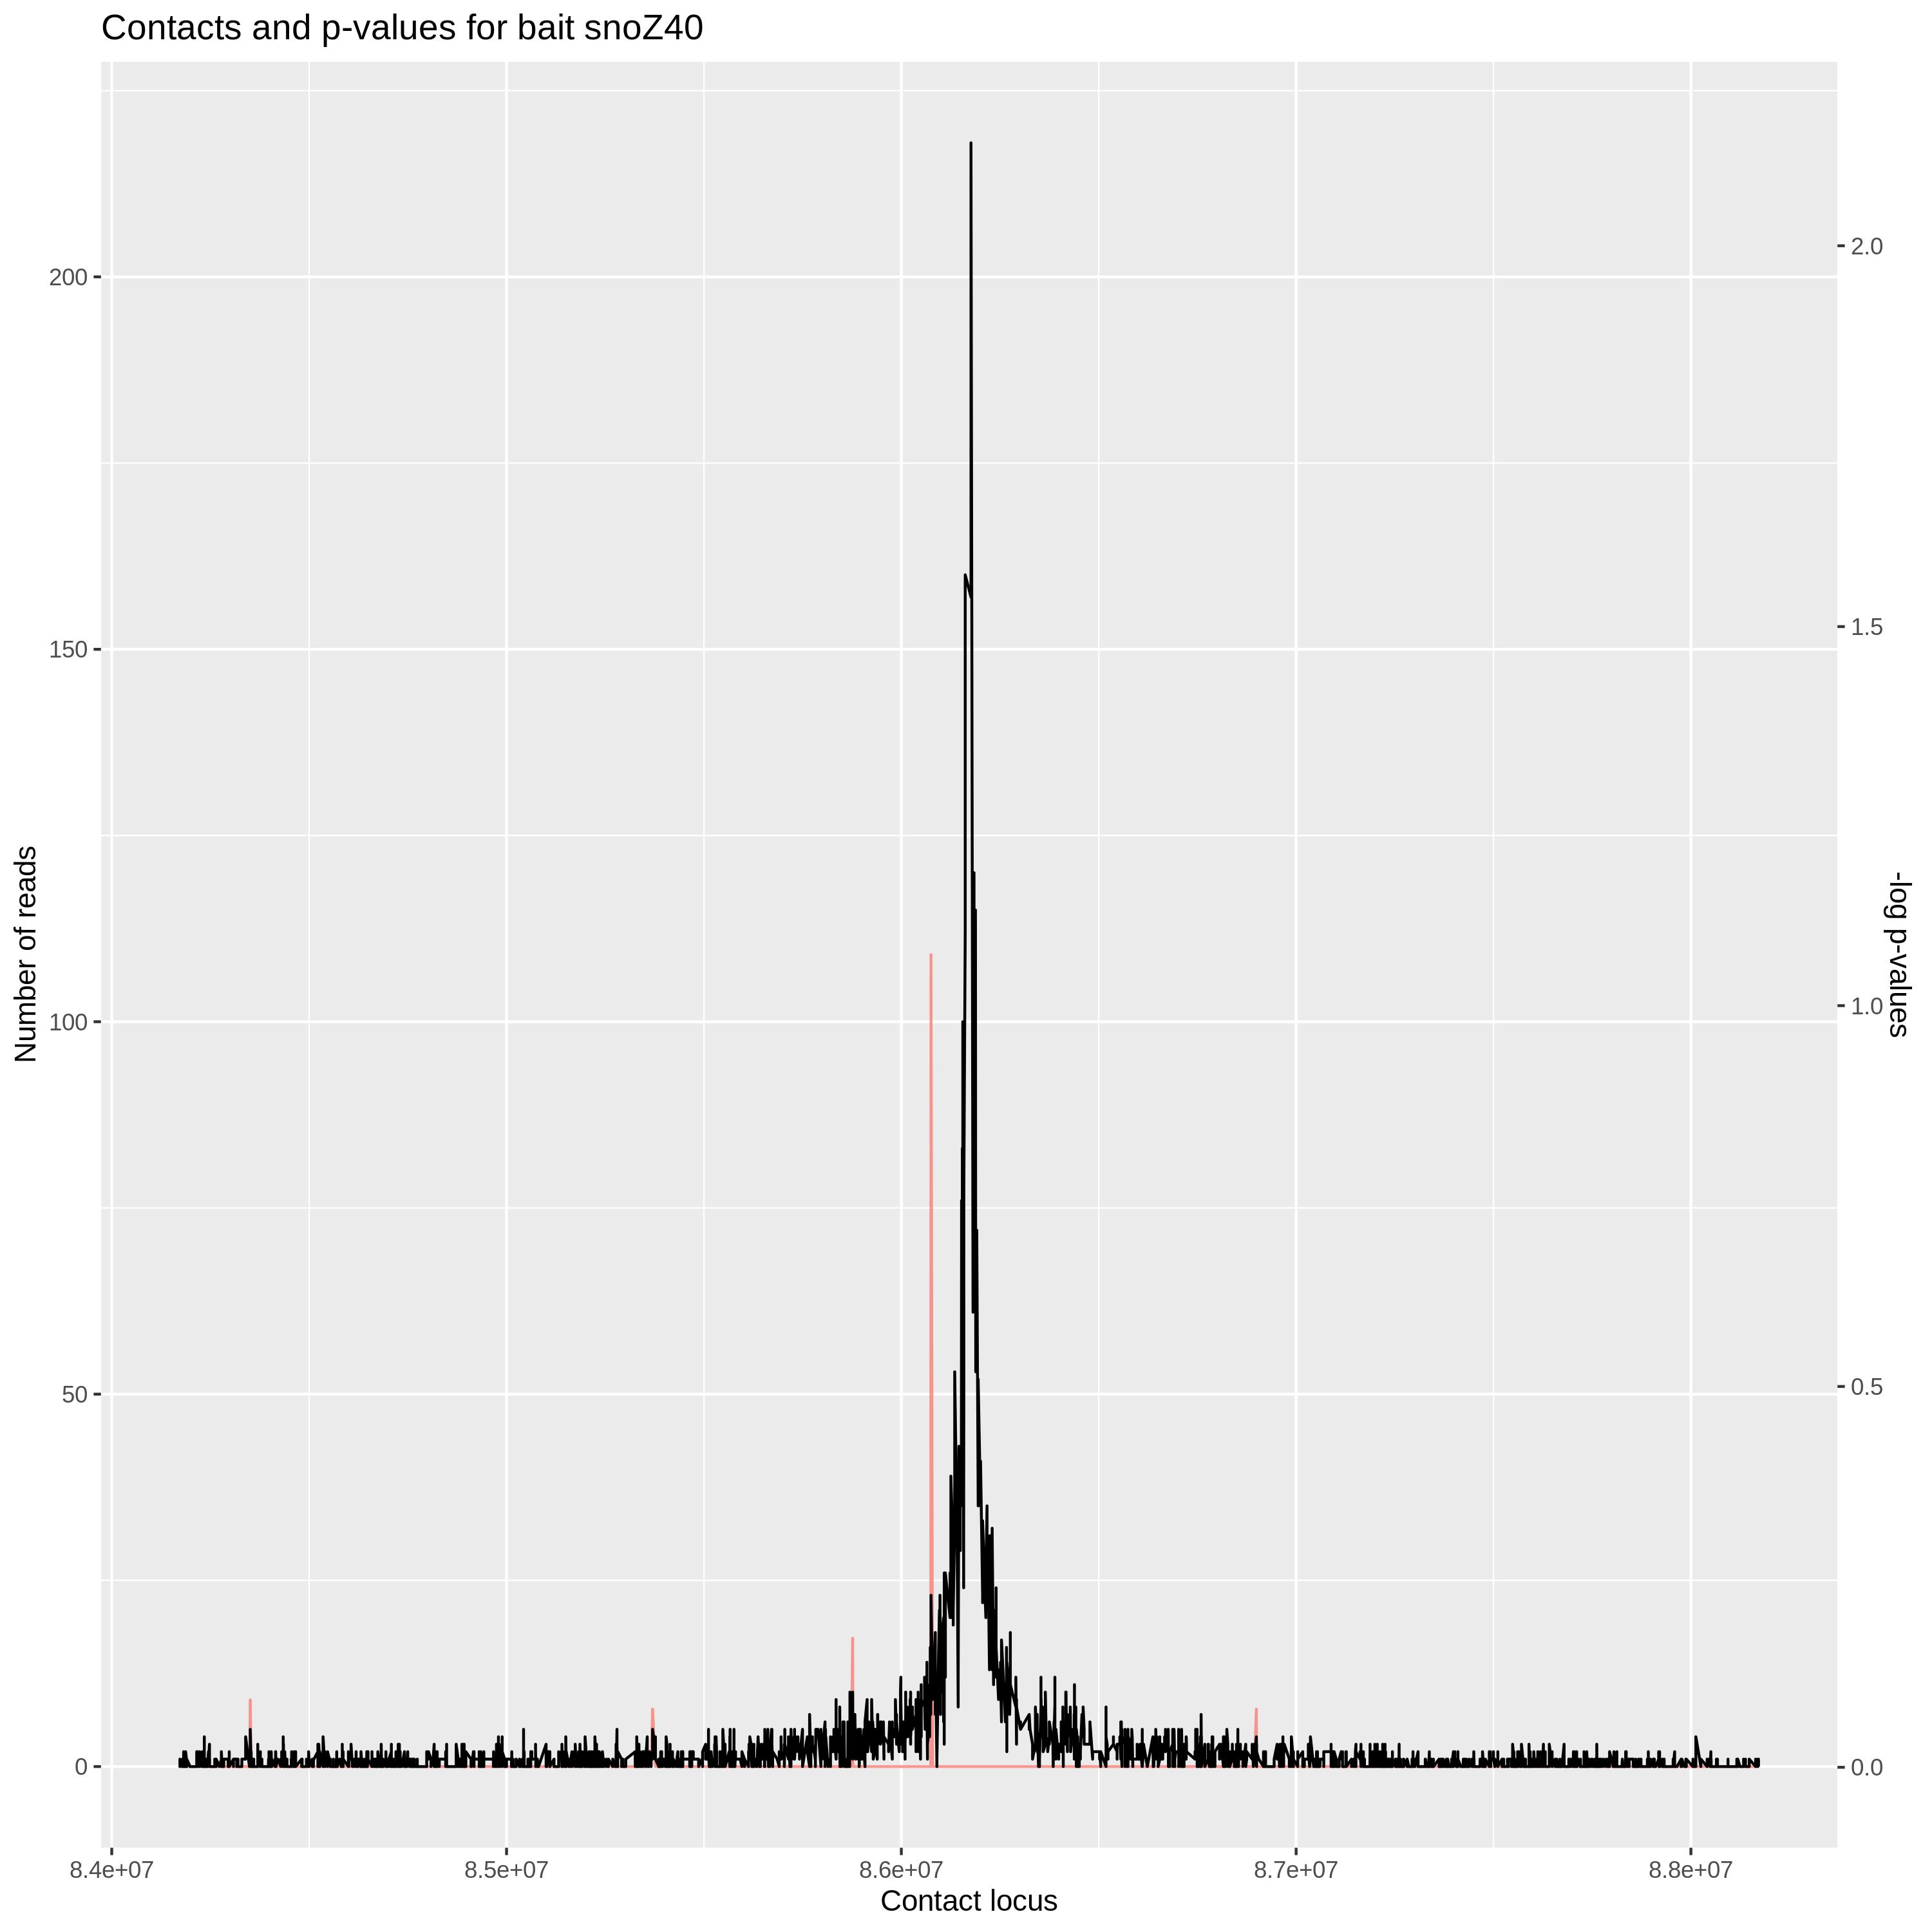 Contacts and p-values for bait snoZ40
200
150
100
50
0
Number of reads
2.0
1.5
1.0
0.5
0.0
-log p-values
8.4e+07 8.5e+07 8.6e+07 8.7e+07 8.8e+07
Contact locus